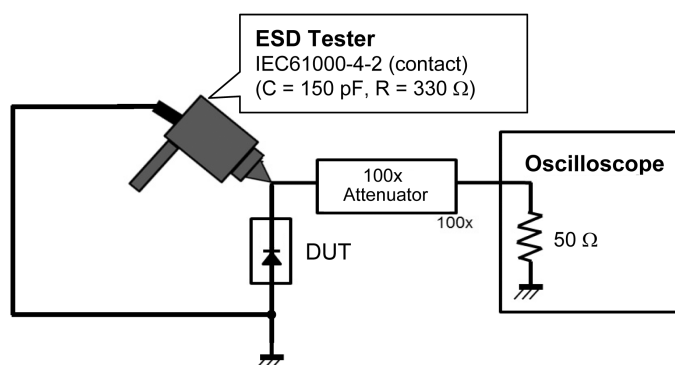 ESD Tester
IEC61000-4-2 (contact)
(C = 150 pF, R = 330 Ω)
100x
Attenuator
100x
Oscilloscope
50 Ω
DUT